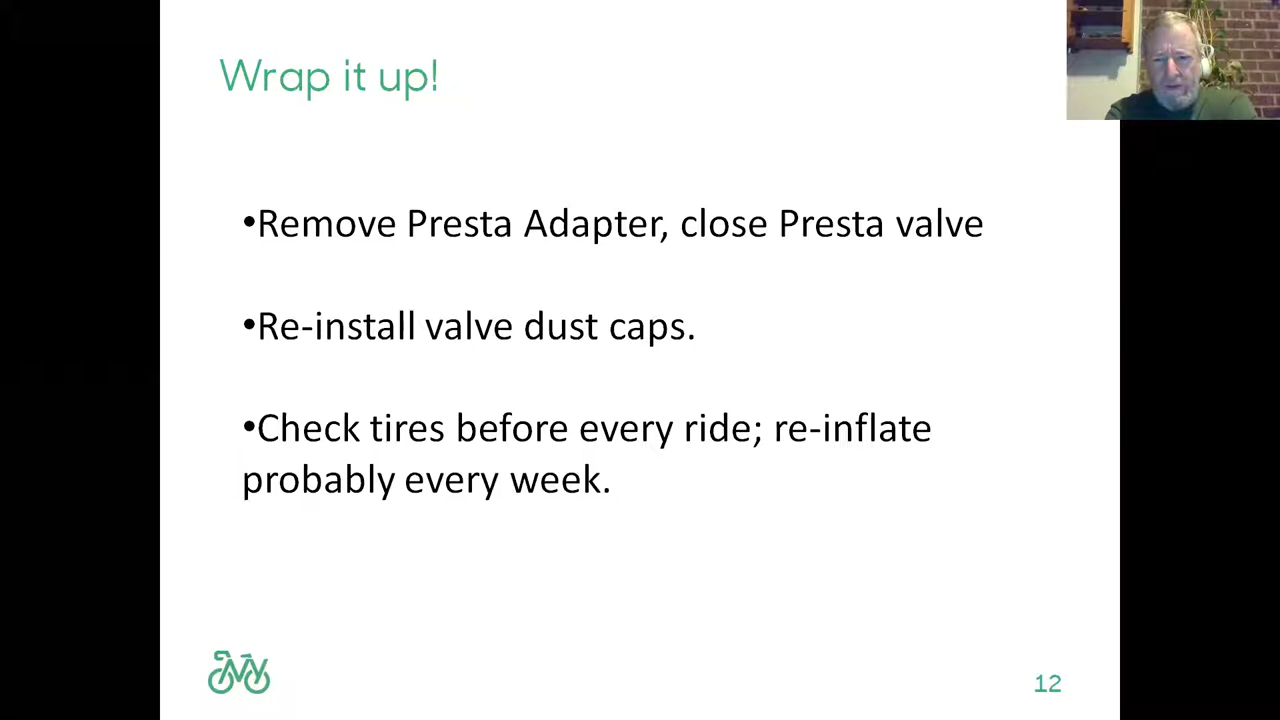 Wrap it up!
•Remove Presta Adapter, close Presta valve
•Re-install valve dust caps.
•Check tires before every ride; re-inflate
probably every week.
12